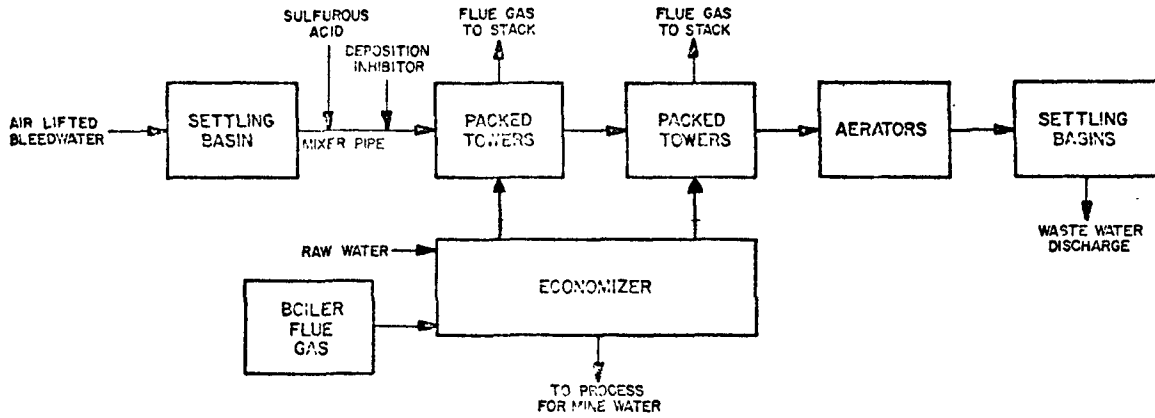 SULFUROUS
ACID
DEPOSITION
INHIBITOR
FLUE GAS
TO STACK
FLUE GAS
TO STACK
AIR LIFTED
BLEEDWATER
SETTLING
BASIN
MIXER PIPE
PACKED
TOWERS
PACKED
TOWERS
AERATORS
SETTLING
BASINS
WASTE WATER
DISCHARGE
RAW WATER
ECONOMIZER
BOILER
FLUE
GAS
TO PROCESS
FOR MINE WATER